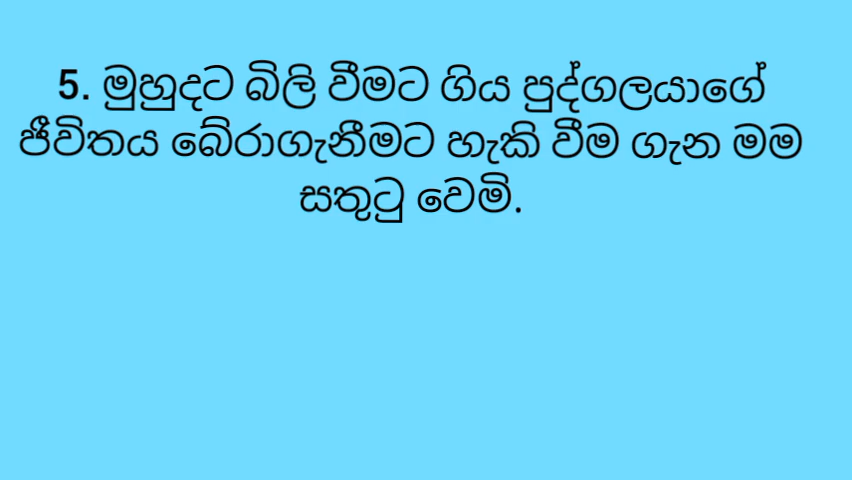 5. මුහුදට බිලි වීමට ගිය පුද්ගලයාගේ
ජීවිතය බේරාගැනීමට හැකි වීම ගැන මම
සතුටු වෙමි.